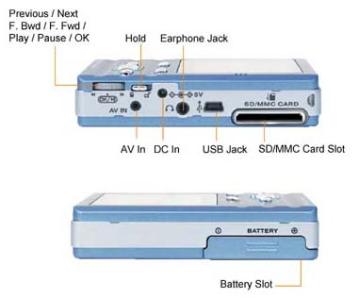 Previous / Next
F. Bwd / F. Fwd /
Play / Pause / OK
Hold
Earphone Jack
5V
SD/MMC CARD
AV IN
AV In
DC In
USB Jack
SD/MMC Card Slot
BATTERY
Battery Slot